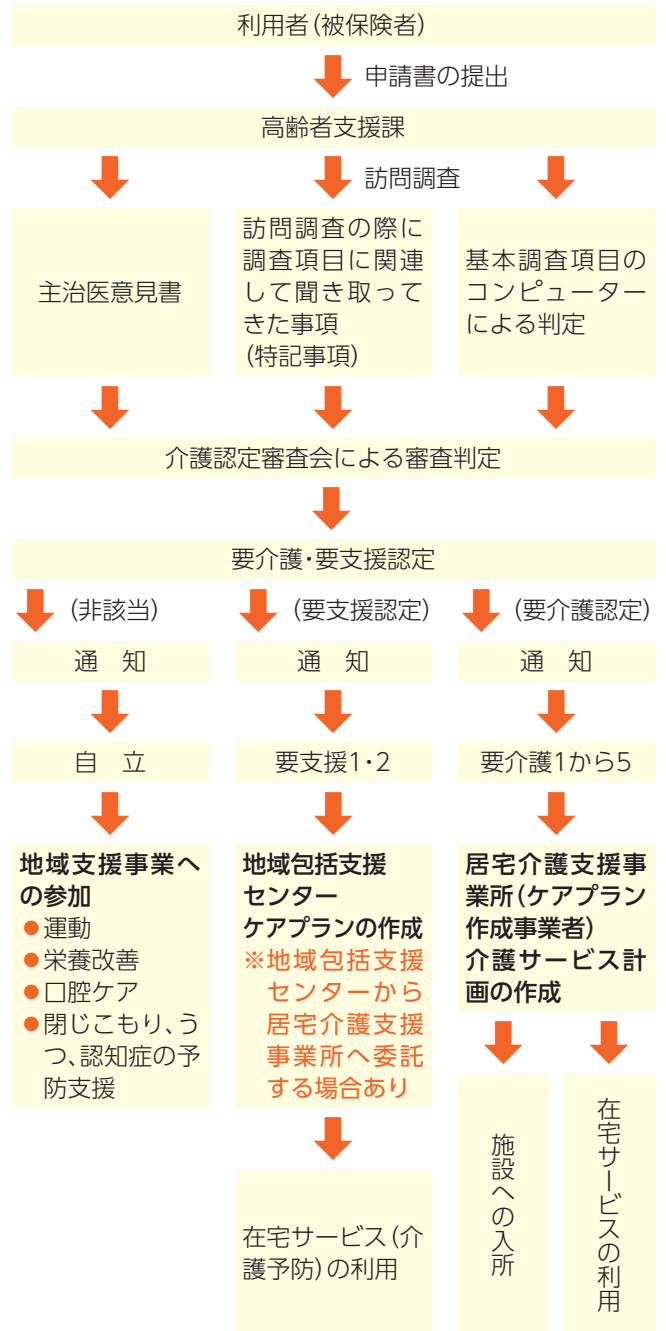 利用者(被保険者)
申請書の提出
高齢者支援課
訪問調査
主治医意見書
訪問調査の際に
調査項目に関連
して聞き取って
きた事項
(特記事項)
基本調査項目の
コンピューター
による判定
介護認定審査会による審査判定
要介護・要支援認定
(非該当)
(要支援認定)
(要介護認定)
通 知
通 知
通 知
自 立
要支援1・2
要介護1から5
地域支援事業へ
の参加
●運動
●栄養改善
●口腔ケア
●閉じこもり、う
つ、認知症の予
防支援
地域包括支援
センター
ケアプランの作成
※地域包括支援
センターから
居宅介護支援
事業所へ委託
する場合あり
居宅介護支援事
業所(ケアプラン
作成事業者)
介護サービス計
画の作成
在宅サービス(介
護予防)の利用
施設への入所
在宅サービスの利用